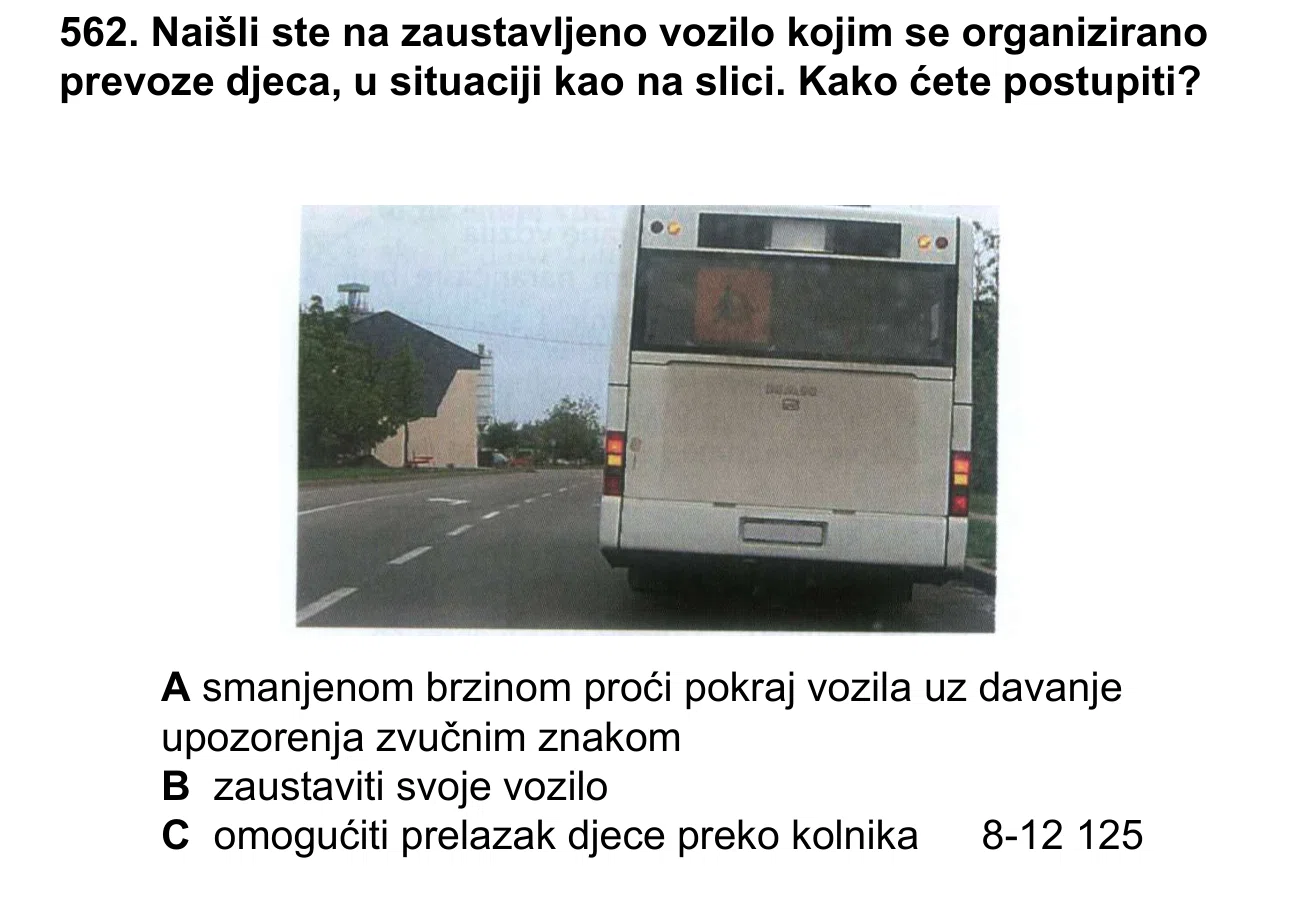 562. Naišli ste na zaustavljeno vozilo kojim se organizirano
prevoze djeca, u situaciji kao na slici. Kako ćete postupiti?
MAN
A smanjenom brzinom proći pokraj vozila uz davanje
upozorenja zvučnim znakom
B zaustaviti svoje vozilo
C omogućiti prelazak djece preko kolnika 8-12 125